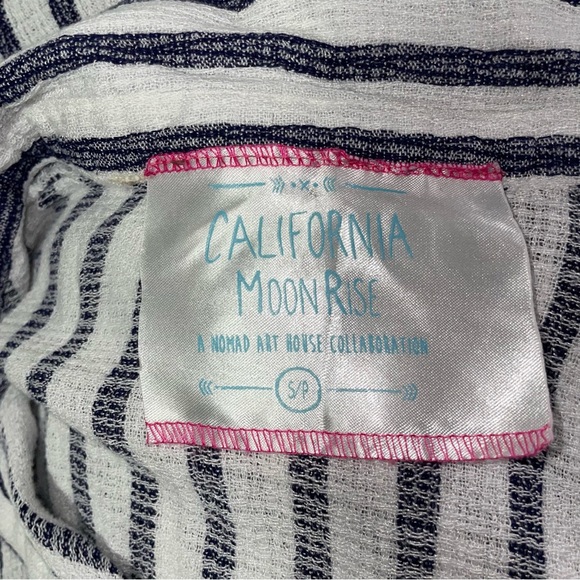 CALIFORNIA
MOON RISE
A NOMAD ART HOUSE COLLABORATION
S/P